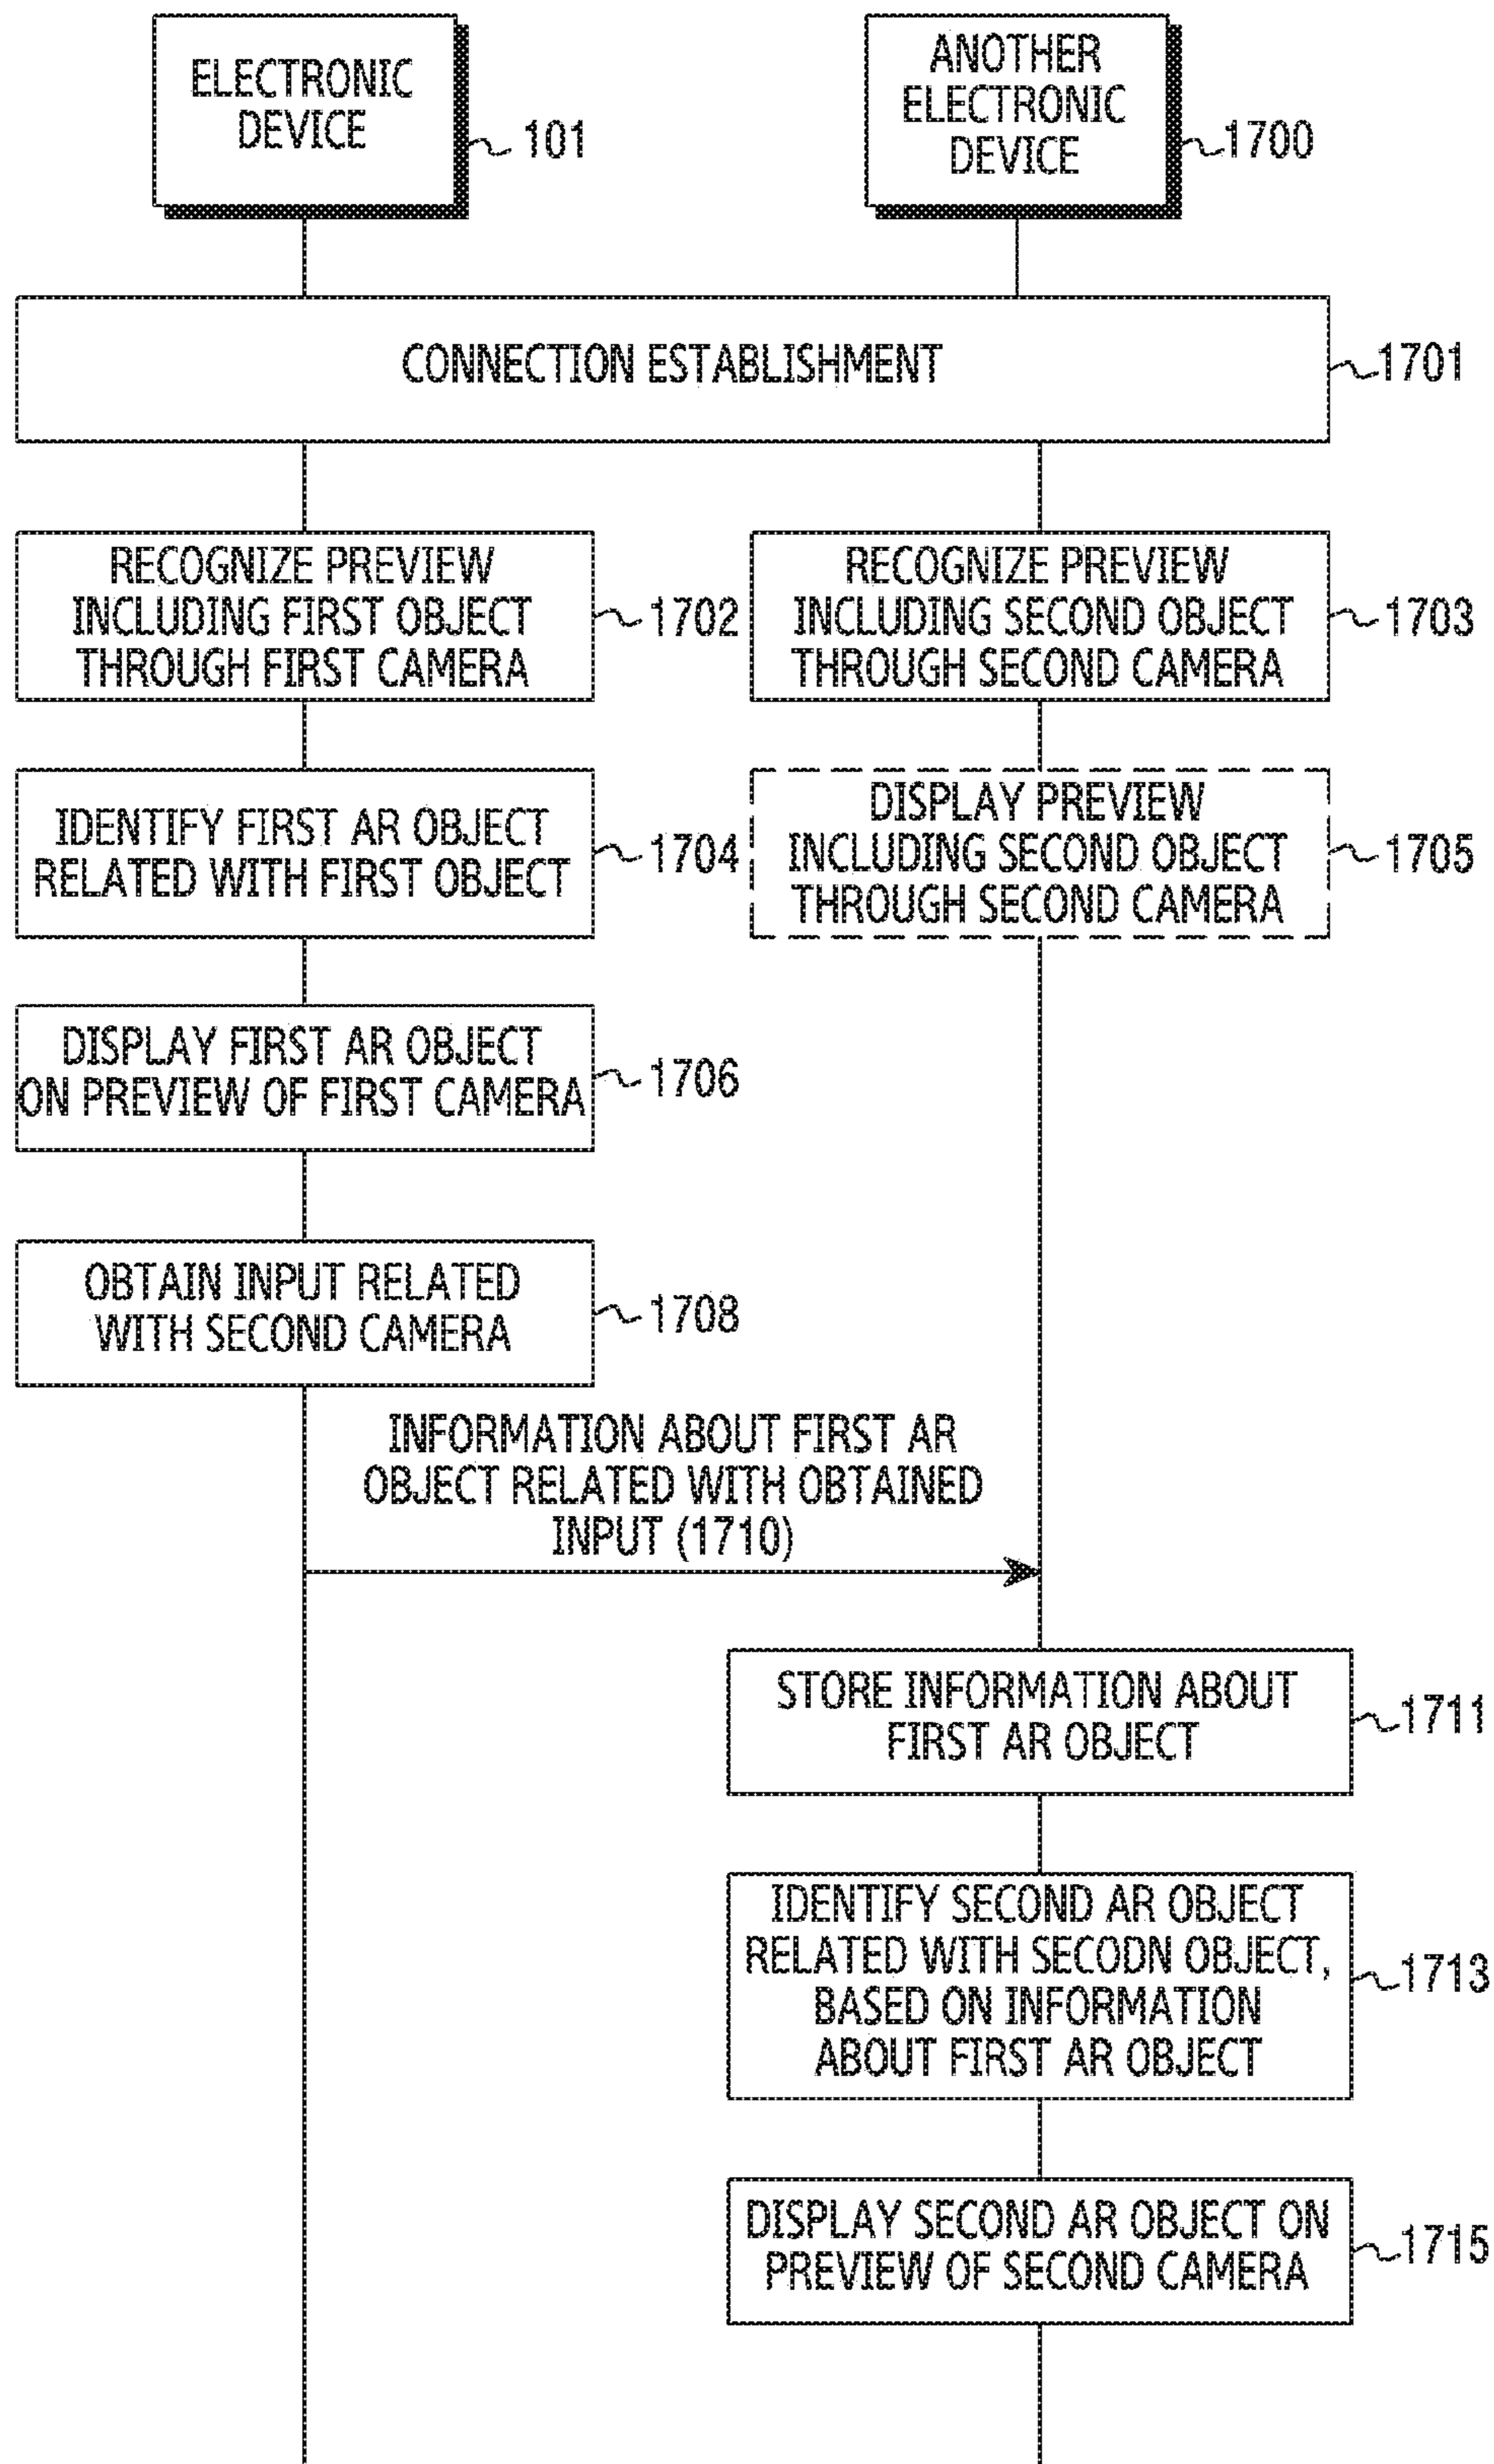 ELECTRONIC
DEVICE
101
ANOTHER
ELECTRONIC
DEVICE
1700
CONNECTION ESTABLISHMENT
1701
RECOGNIZE PREVIEW
INCLUDING FIRST OBJECT
THROUGH FIRST CAMERA
1702
RECOGNIZE PREVIEW
INCLUDING SECOND OBJECT
THROUGH SECOND CAMERA
1703
IDENTIFY FIRST AR OBJECT
RELATED WITH FIRST OBJECT
1704
DISPLAY PREVIEW
INCLUDING SECOND OBJECT
THROUGH SECOND CAMERA
1705
DISPLAY FIRST AR OBJECT
ON PREVIEW OF FIRST CAMERA
1706
OBTAIN INPUT RELATED
WITH SECOND CAMERA
1708
INFORMATION ABOUT FIRST AR
OBJECT RELATED WITH OBTAINED
INPUT (1710)
STORE INFORMATION ABOUT
FIRST AR OBJECT
1711
IDENTIFY SECOND AR OBJECT
RELATED WITH SECODN OBJECT,
BASED ON INFORMATION
ABOUT FIRST AR OBJECT
1713
DISPLAY SECOND AR OBJECT ON
PREVIEW OF SECOND CAMERA
1715